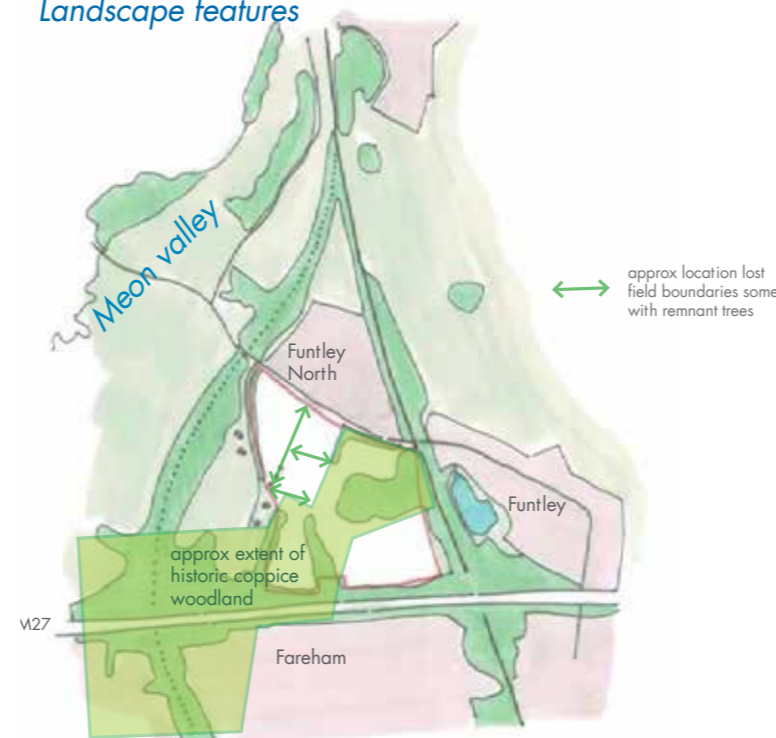 Landscape features
Meon valley
approx location lost
field boundaries some
with remnant trees
Funtley
North
Funtley
approx extent of
historic coppice
woodland
M27
Fareham